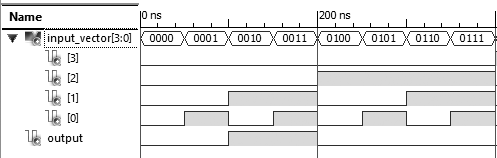 Name 0 ns 200 ns
input_vector[3:0] 0000 0001 0010 0011 0100 0101 0110 0111
[3]
[2]
[1]
[0]
output